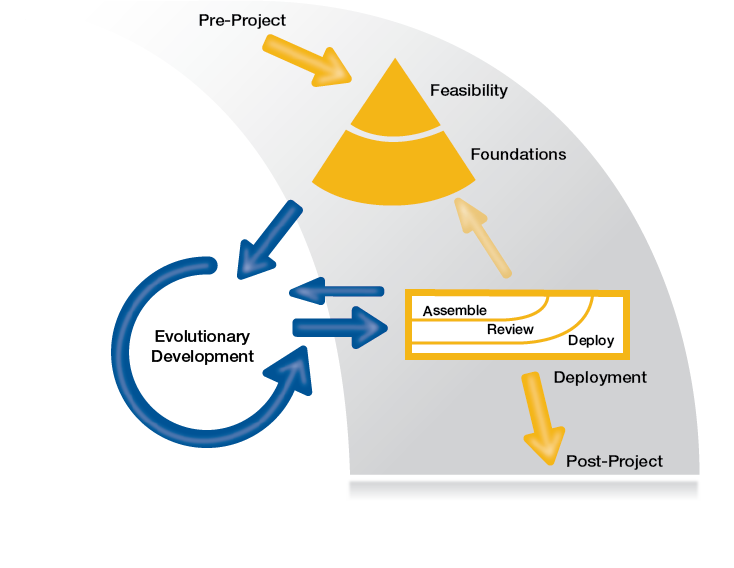 Pre-Project
Feasibility
Foundations
Evolutionary
Development
Assemble
Review
Deploy
Deployment
Post-Project